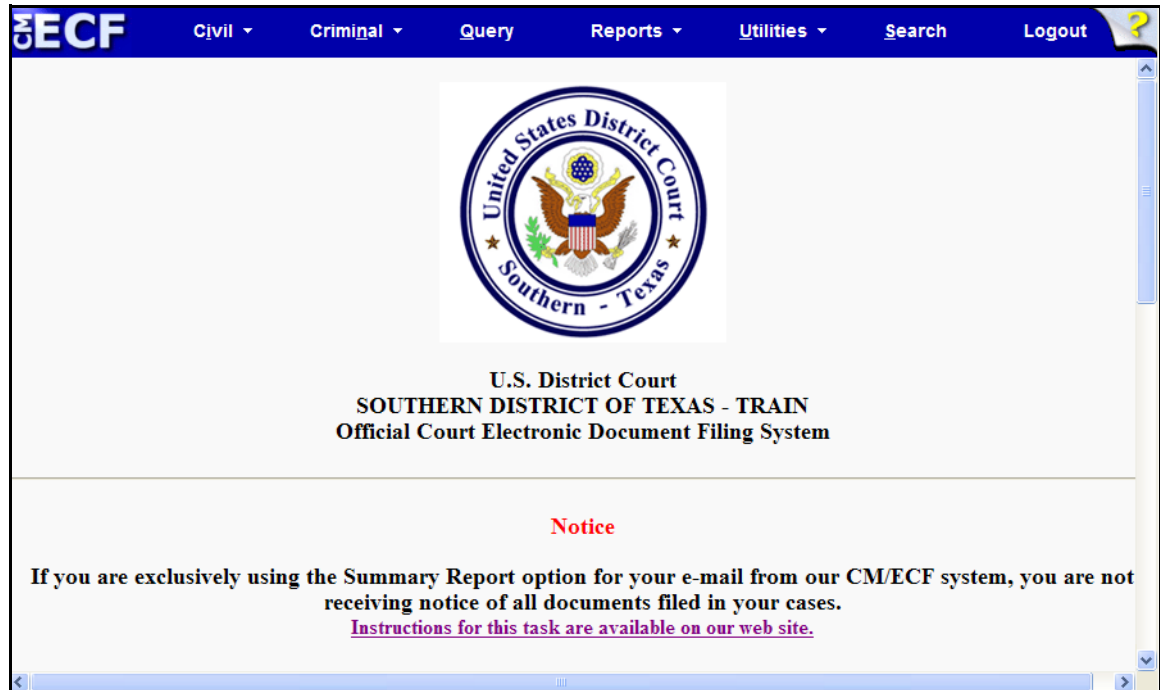 CM ECF Civil Criminal Query Reports Utilities Search Logout ?
United States District Court
Southern - Texas
U.S. District Court
SOUTHERN DISTRICT OF TEXAS - TRAIN
Official Court Electronic Document Filing System
Notice
If you are exclusively using the Summary Report option for your e-mail from our CM/ECF system, you are not
receiving notice of all documents filed in your cases.
Instructions for this task are available on our web site.